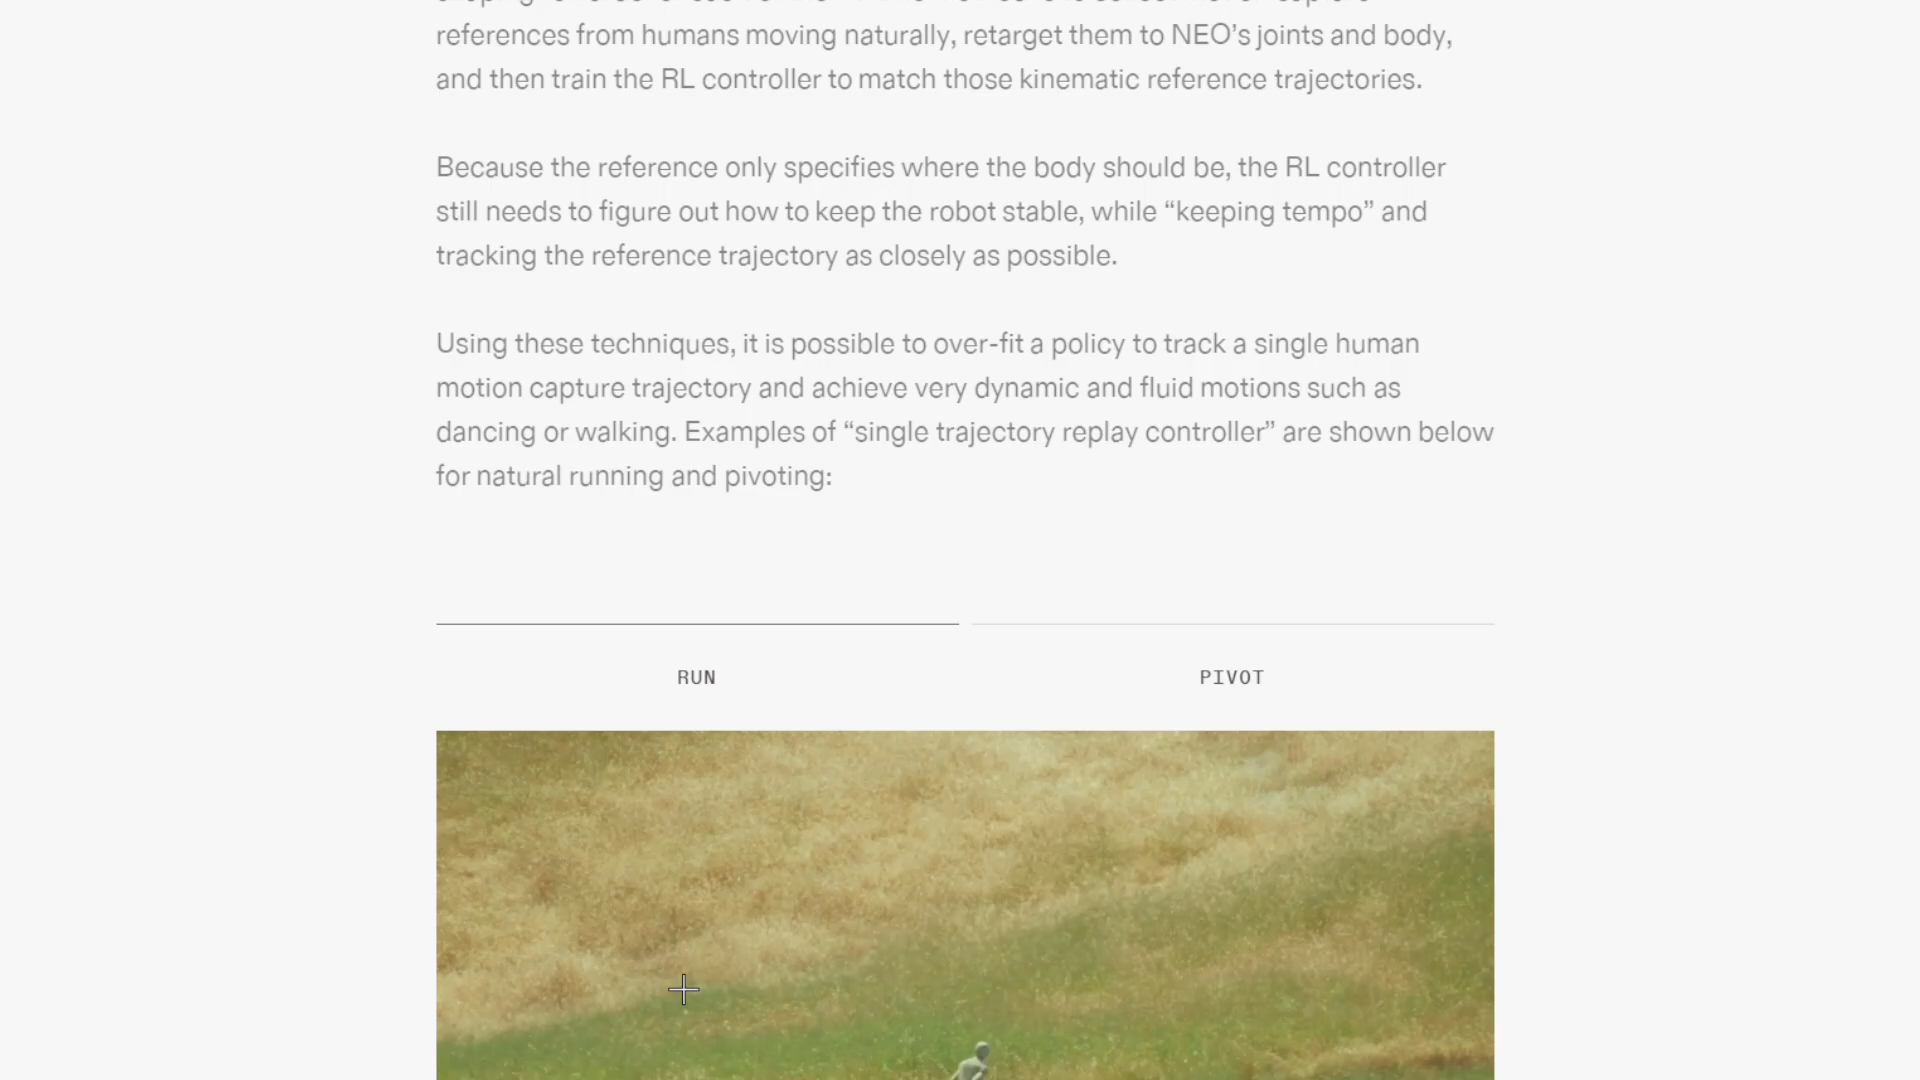 references from humans moving naturally, retarget them to NEO’s joints and body,
and then train the RL controller to match those kinematic reference trajectories.
Because the reference only specifies where the body should be, the RL controller
still needs to figure out how to keep the robot stable, while “keeping tempo” and
tracking the reference trajectory as closely as possible.
Using these techniques, it is possible to over-fit a policy to track a single human
motion capture trajectory and achieve very dynamic and fluid motions such as
dancing or walking. Examples of “single trajectory replay controller” are shown below
for natural running and pivoting:
RUN
PIVOT